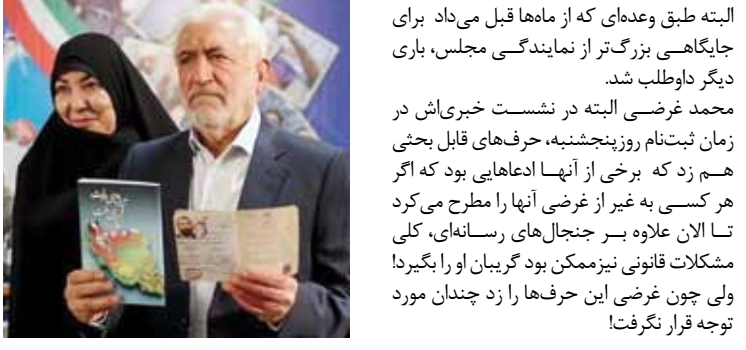 البته طبق وعده‌ای که از ماه‌ها قبل می‌داد برای
جایگاهی بزرگ‌تر از نمایندگی مجلس، باری
دیگر داوطلب شد.
محمد غرضی البته در نشست خبری‌اش در
زمان ثبت‌نام روزپنجشنبه، حرف‌های قابل بحثی
هم زد که برخی از آنها ادعاهایی بود که اگر
هر کسی به غیر از غرضی آنها را مطرح می‌کرد
تا الان علاوه بر جنجال‌های رسانه‌ای، کلی
مشکلات قانونی نیزممکن بود گریبان او را بگیرد!
ولی چون غرضی این حرف‌ها را زد چندان مورد
توجه قرار نگرفت!